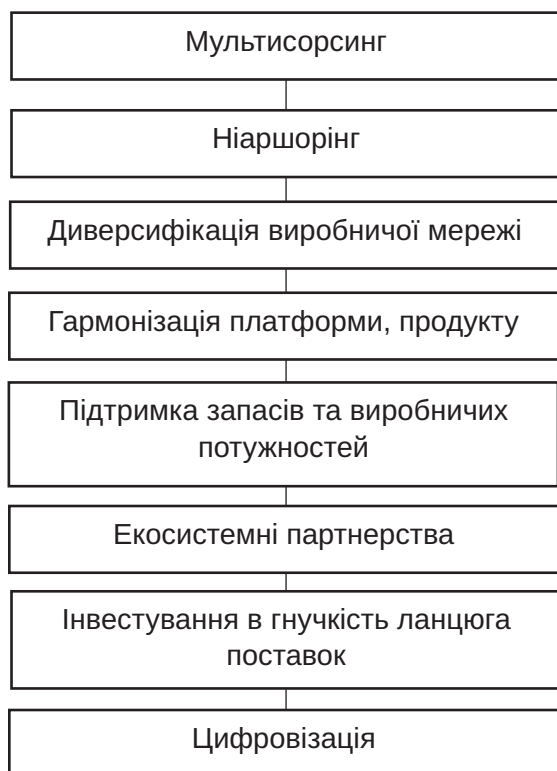 Мультисорсинг
Ніаршорінг
Диверсифікація виробничої мережі
Гармонізація платформи, продукту
Підтримка запасів та виробничих
потужностей
Екосистемні партнерства
Інвестування в гнучкість ланцюга
поставок
Цифровізація